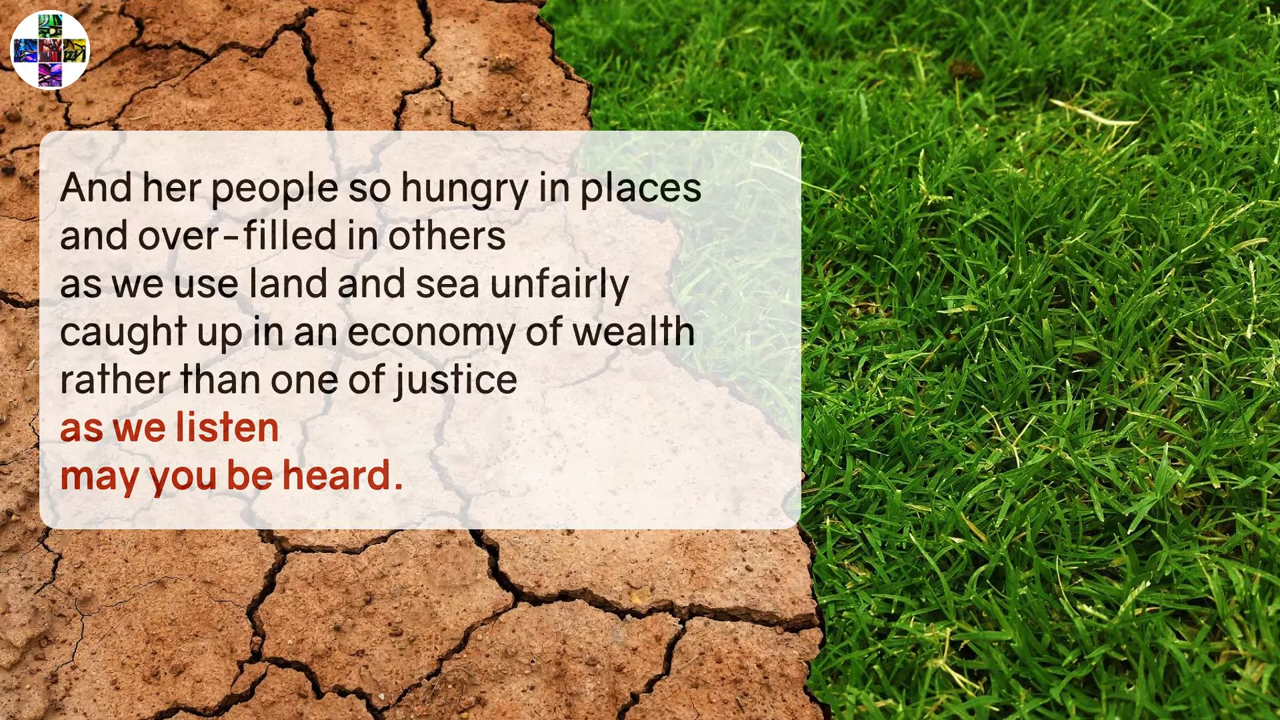 And her people so hungry in places
and over-filled in others
as we use land and sea unfairly
caught up in an economy of wealth
rather than one of justice
as we listen
may you be heard.